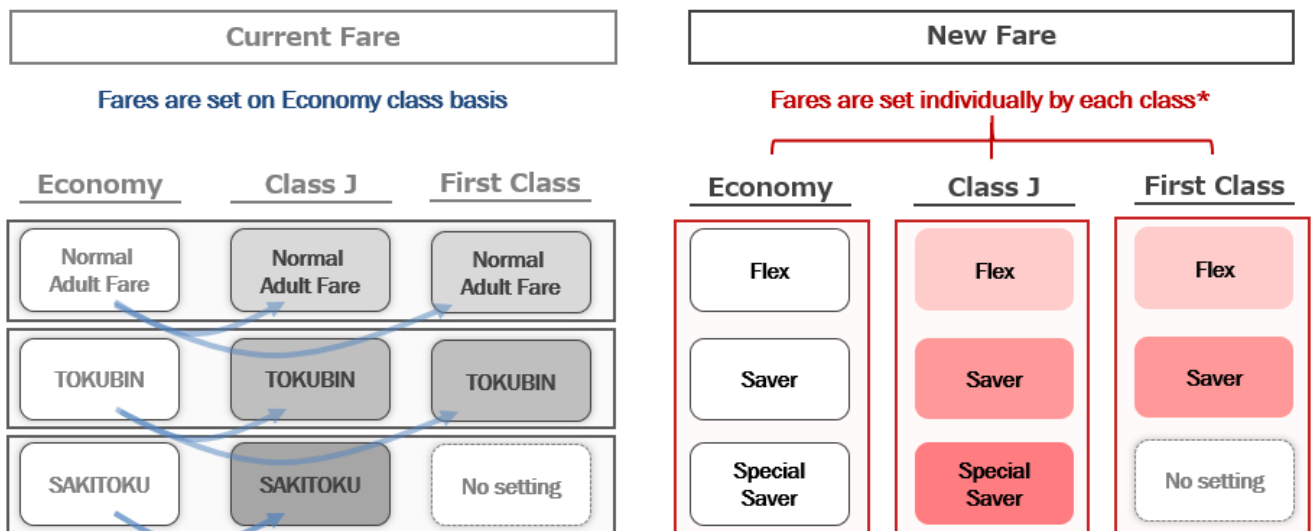 Current Fare
Fares are set on Economy class basis
Economy
Class J
First Class
Normal
Adult Fare
Normal
Adult Fare
Normal
Adult Fare
TOKUBIN
TOKUBIN
TOKUBIN
SAKITOKU
SAKITOKU
No setting
New Fare
Fares are set individually by each class*
Economy
Class J
First Class
Flex
Flex
Flex
Saver
Saver
Saver
Special
Saver
Special
Saver
No setting